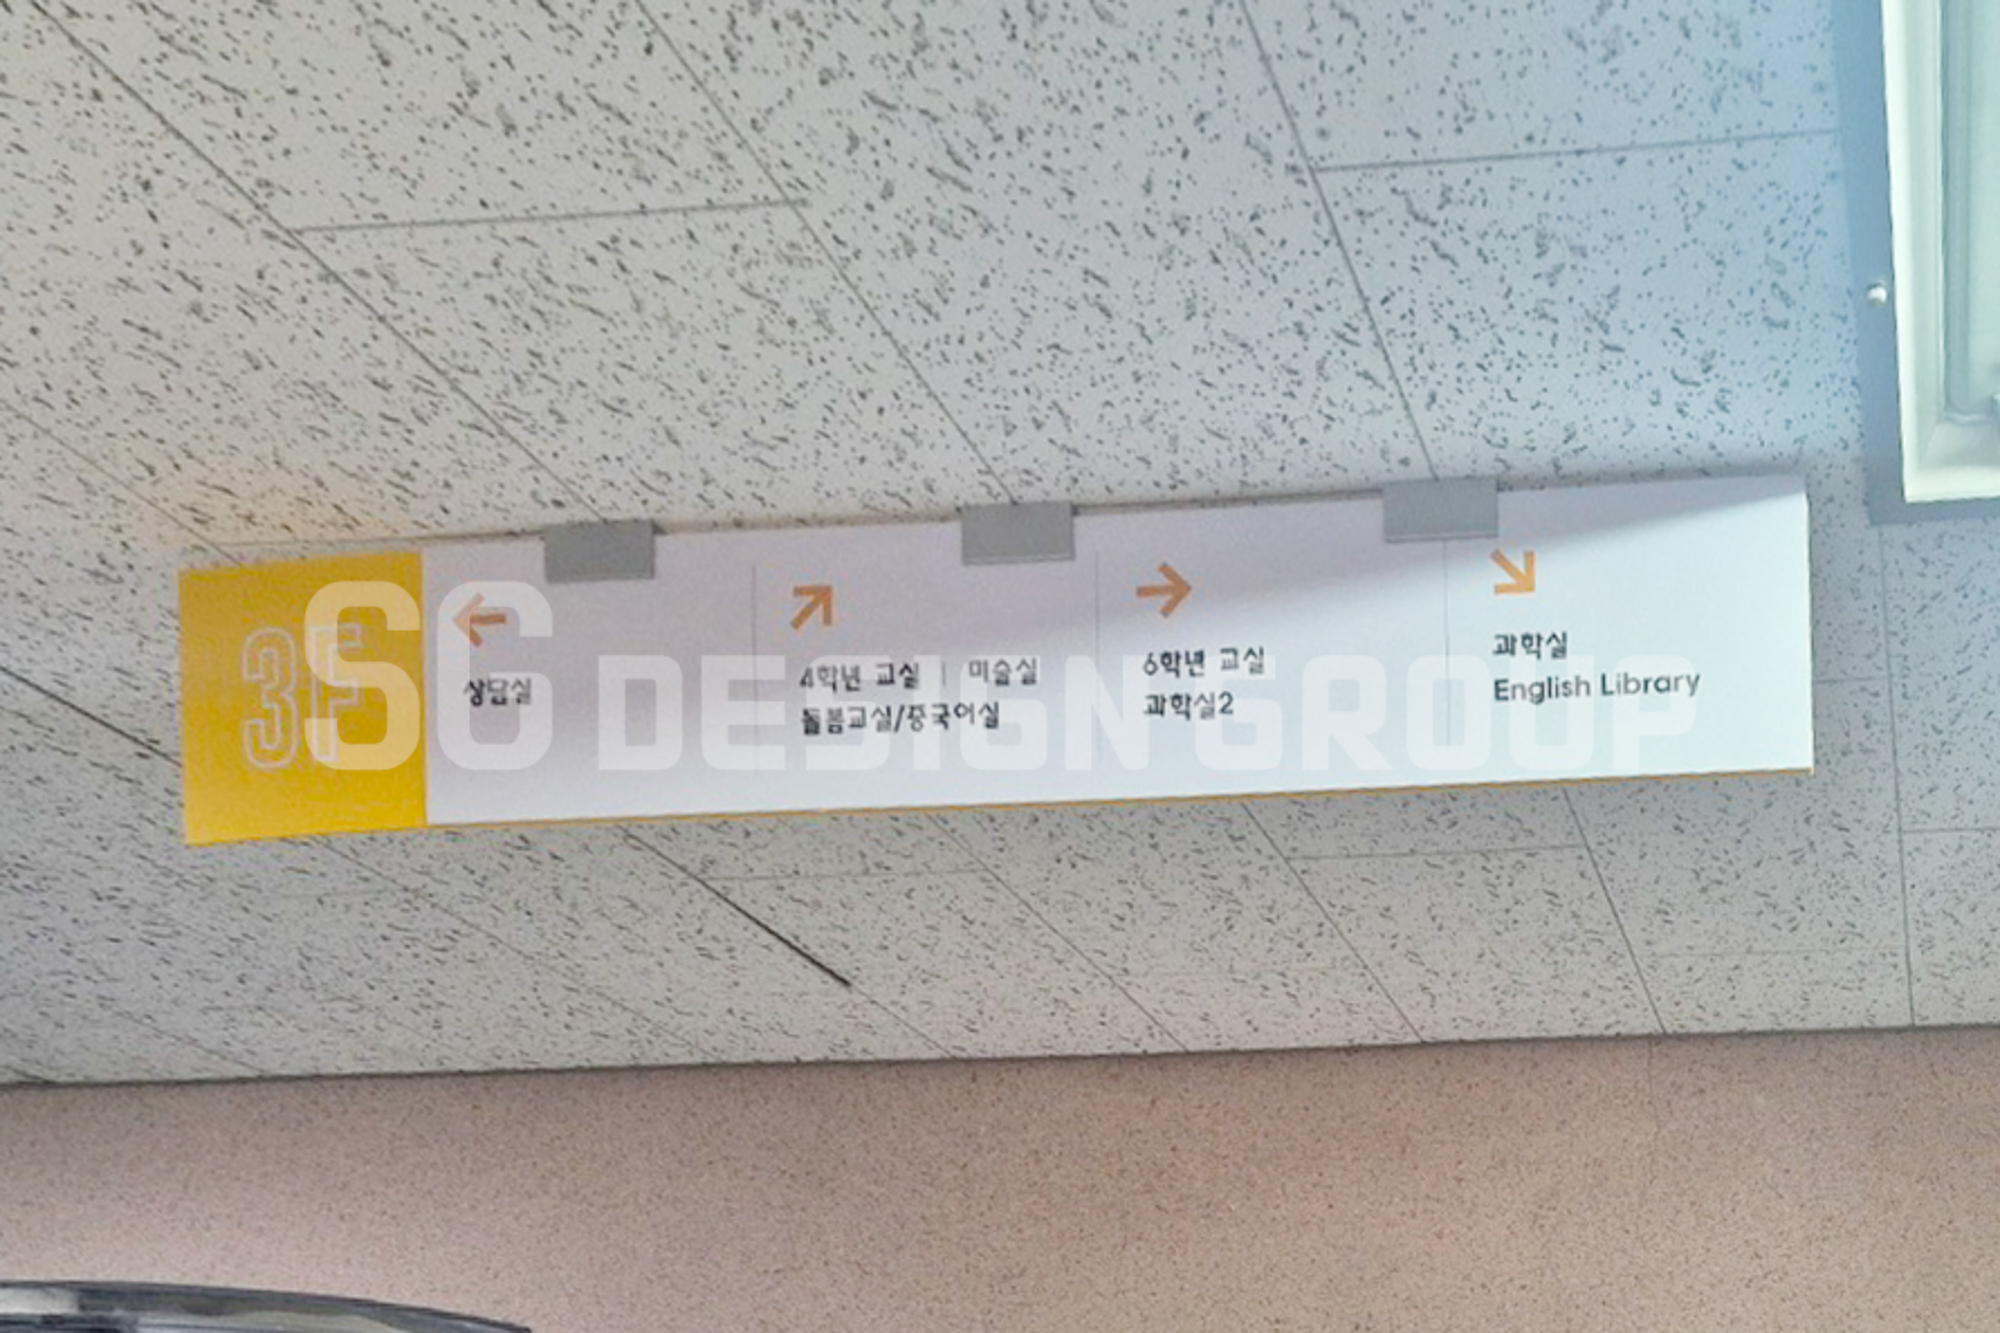 3F
상담실
4학년 교실 | 미술실
돌봄교실/중국어실
6학년 교실
과학실2
과학실
English Library
SG DESIGN GROUP